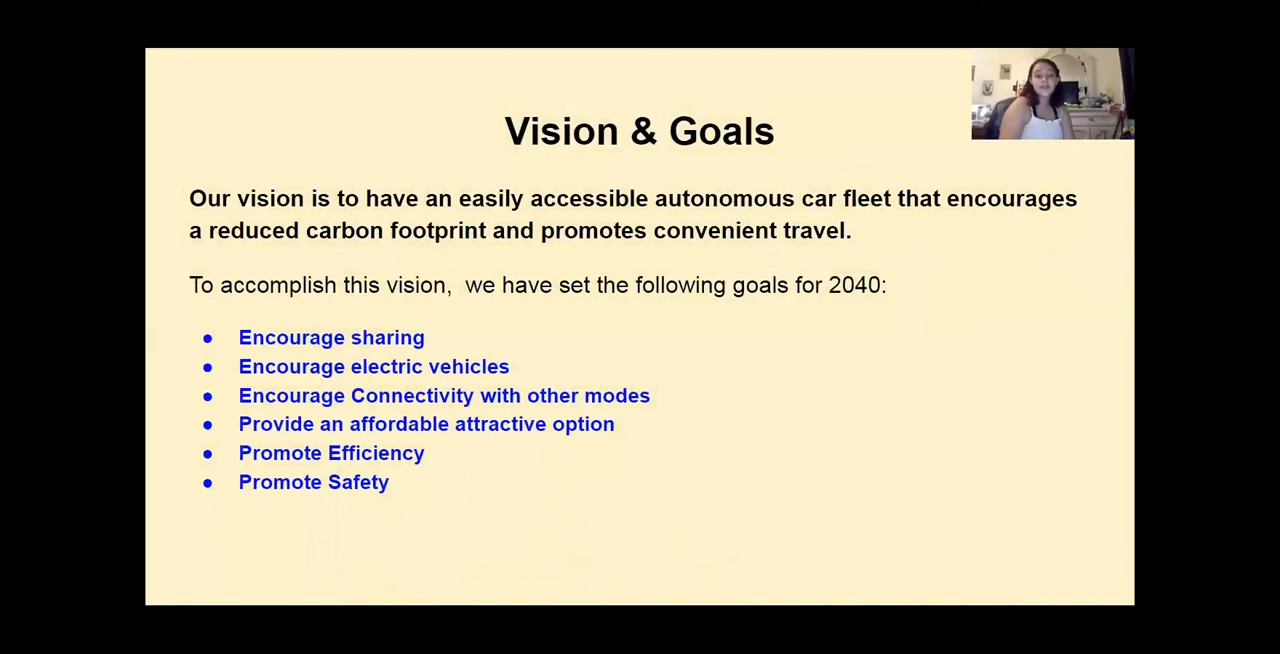 Vision & Goals
Our vision is to have an easily accessible autonomous car fleet that encourages
a reduced carbon footprint and promotes convenient travel.
To accomplish this vision,  we have set the following goals for 2040:
● Encourage sharing
● Encourage electric vehicles
● Encourage Connectivity with other modes
● Provide an affordable attractive option
● Promote Efficiency
● Promote Safety